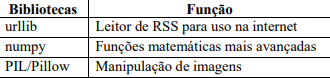 Bibliotecas Função
urllib Leitor de RSS para uso na internet
numpy Funções matemáticas mais avançadas
PIL/Pillow Manipulação de imagens